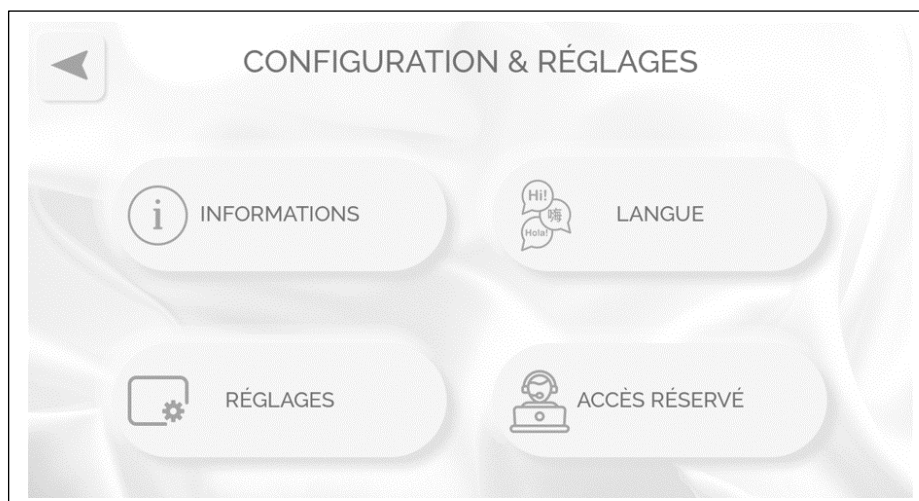 CONFIGURATION & RÉGLAGES
i
INFORMATIONS
Hi!
嗨
Hola!
LANGUE
RÉGLAGES
ACCÈS RÉSERVÉ